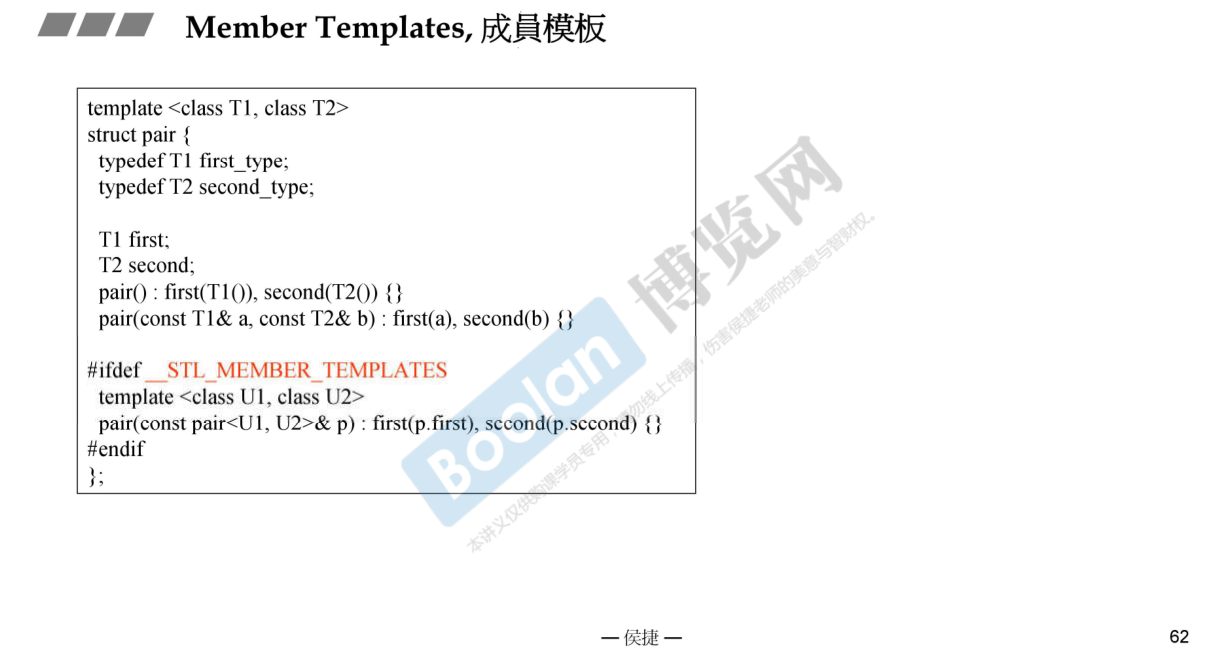 Member Templates, 成員模板
template <class T1, class T2>
struct pair {
typedef T1 first_type;
typedef T2 second_type;
T1 first;
T2 second;
pair() : first(T1()), second(T2()) {}
pair(const T1& a, const T2& b) : first(a), second(b) {}
#ifdef __STL_MEMBER_TEMPLATES
template <class U1, class U2>
pair(const pair<U1, U2>& p) : first(p.first), second(p.second) {}
#endif
};
Boolan 博览网
本讲义仅供购课学员专用,请勿线上传播,伤害侯捷老师的美意与智财权。
— 侯捷 —
62